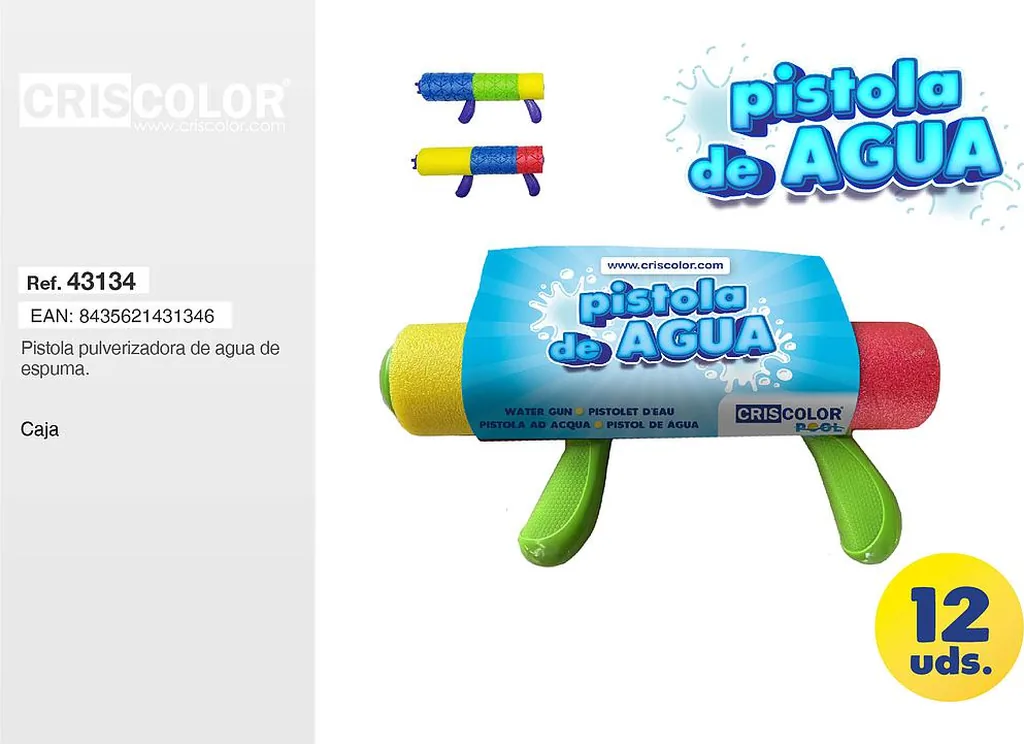 CRISCOLOR®
www.criscolor.com
Ref. 43134
EAN: 8435621431346
Pistola pulverizadora de agua de
espuma.
Caja
pistola
de AGUA
www.criscolor.com
pistola
de AGUA
WATER GUN PISTOLET D'EAU
PISTOLA AD ACQUA PISTOL DE AGUA
CRISCOLOR®
POOL
12
uds.